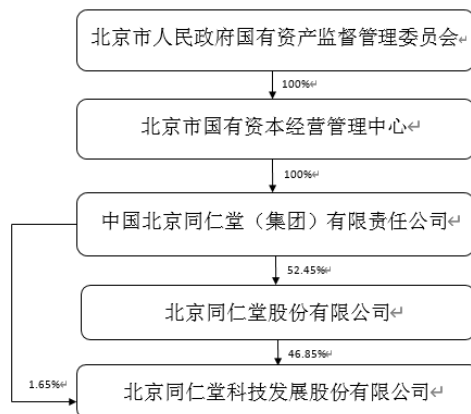 北京市人民政府国有资产监督管理委员会
100%
北京市国有资本经营管理中心
100%
中国北京同仁堂（集团）有限责任公司
52.45%
北京同仁堂股份有限公司
46.85%
1.65%
北京同仁堂科技发展股份有限公司